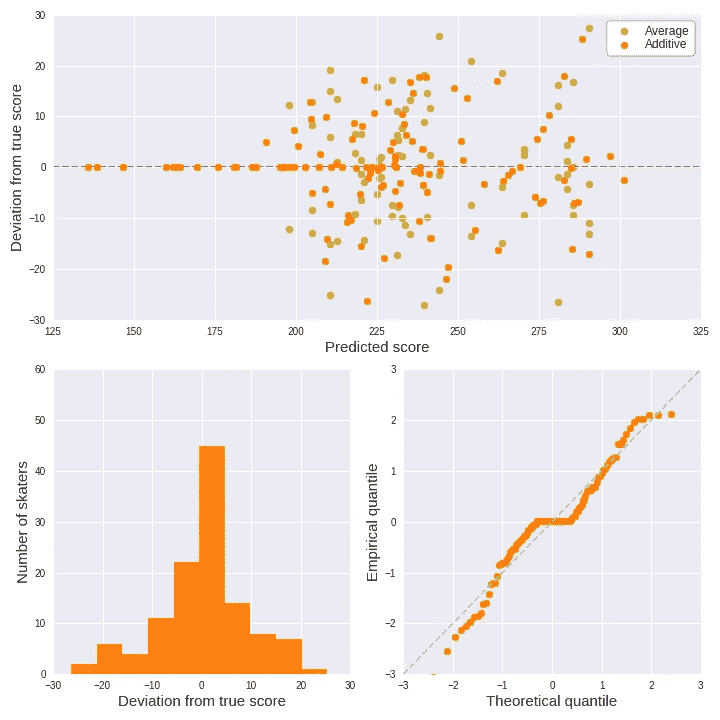 30
20
10
0
−10
−20
−30
Deviation from true score
Average
Additive
125 150 175 200 225 250 275 300 325
Predicted score
60
50
40
30
20
10
0
Number of skaters
−30 −20 −10 0 10 20 30
Deviation from true score
3
2
1
0
−1
−2
−3
Empirical quantile
−3 −2 −1 0 1 2 3
Theoretical quantile